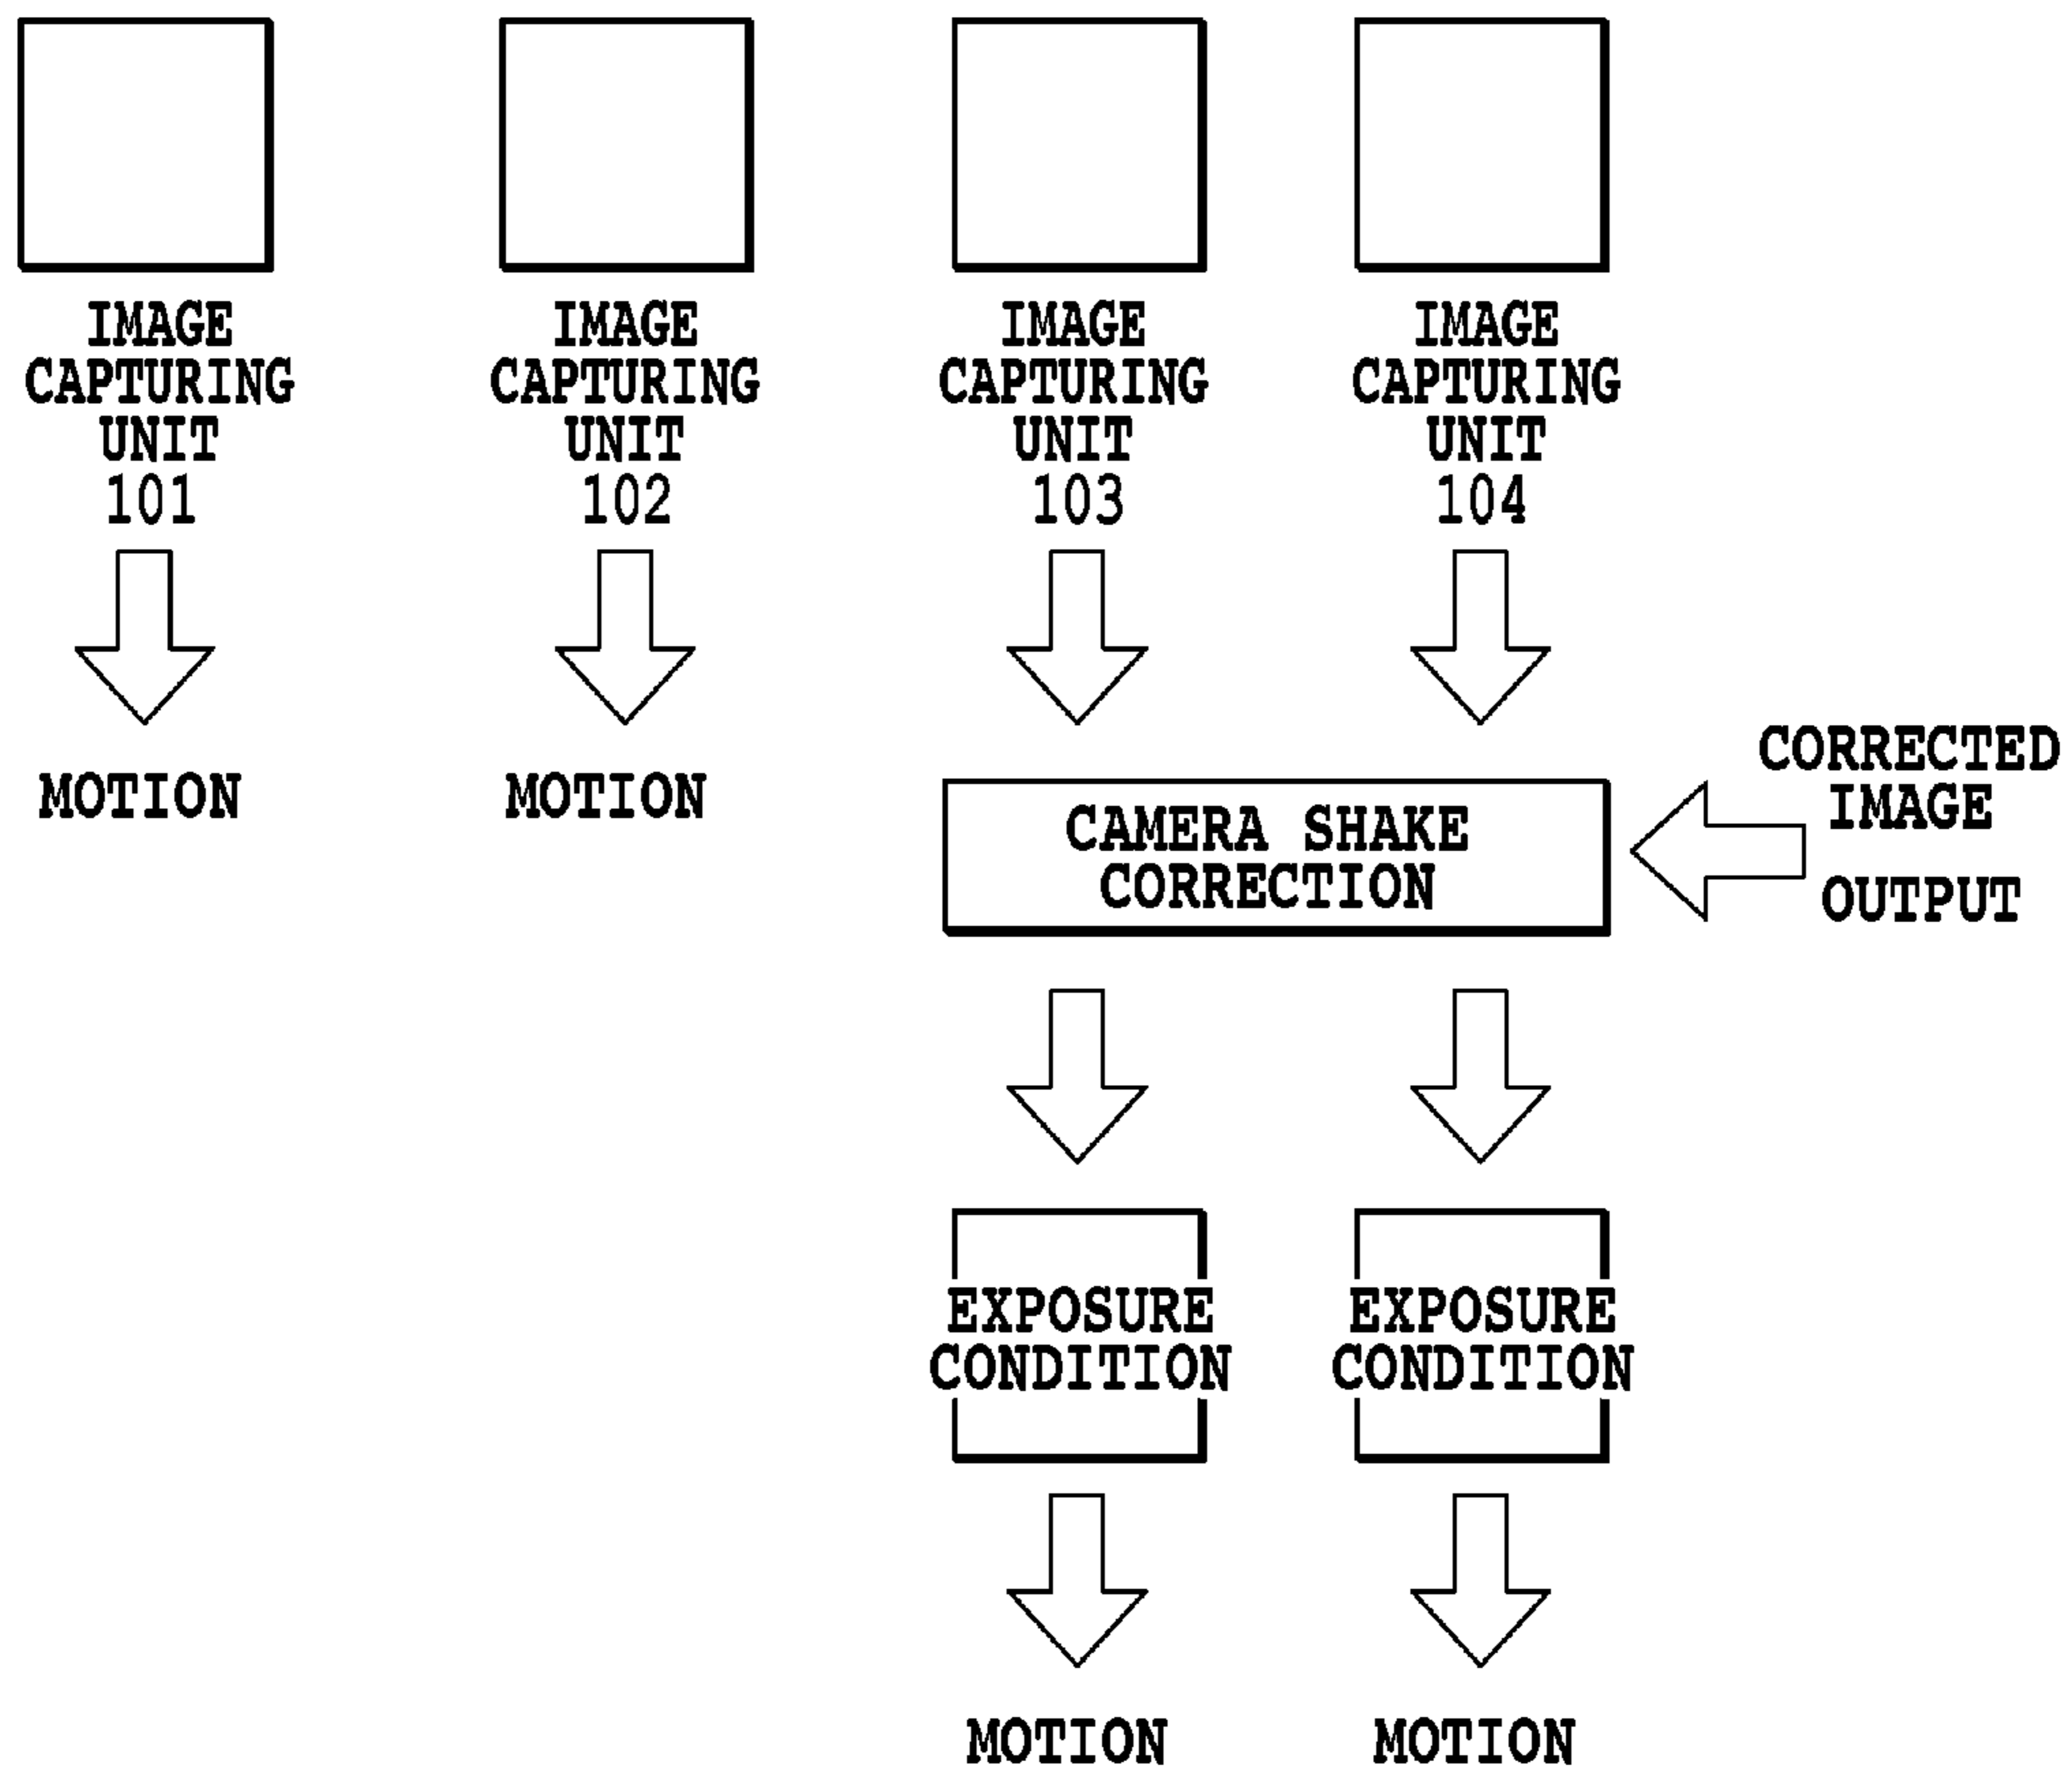 IMAGE
CAPTURING
UNIT
101
IMAGE
CAPTURING
UNIT
102
IMAGE
CAPTURING
UNIT
103
IMAGE
CAPTURING
UNIT
104
MOTION
MOTION
CAMERA SHAKE
CORRECTION
CORRECTED
IMAGE
OUTPUT
EXPOSURE
CONDITION
EXPOSURE
CONDITION
MOTION
MOTION